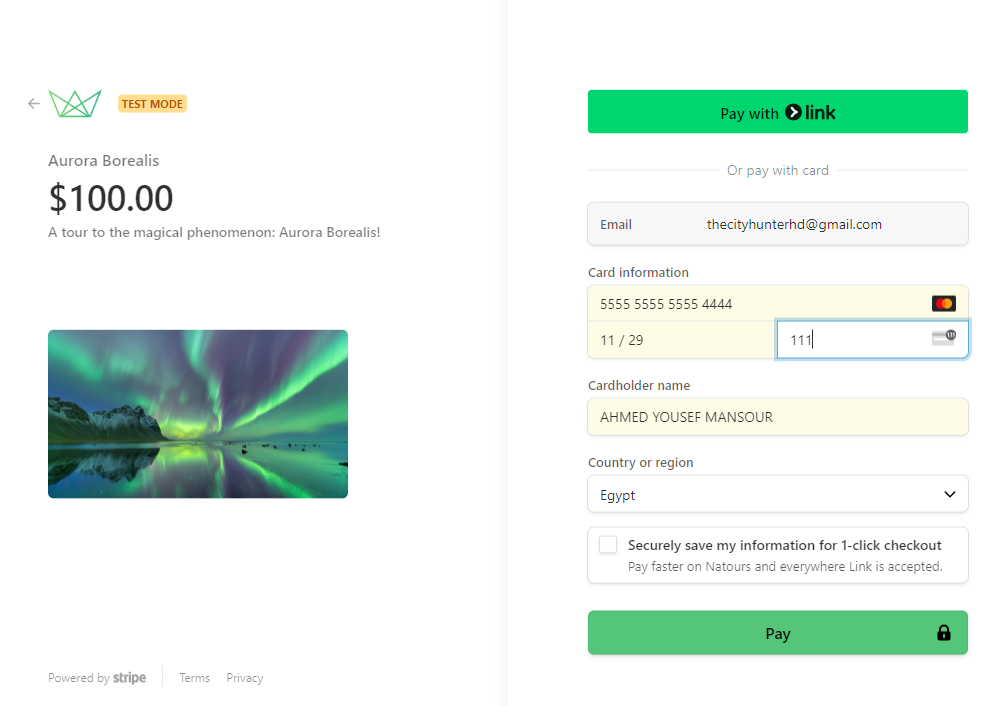 TEST MODE
Aurora Borealis
$100.00
A tour to the magical phenomenon: Aurora Borealis!
Powered by stripe
Terms
Privacy
Pay with link
Or pay with card
Email
thecityhunterhd@gmail.com
Card information
5555 5555 5555 4444
11 / 29
111
Cardholder name
AHMED YOUSEF MANSOUR
Country or region
Egypt
Securely save my information for 1-click checkout
Pay faster on Natours and everywhere Link is accepted.
Pay